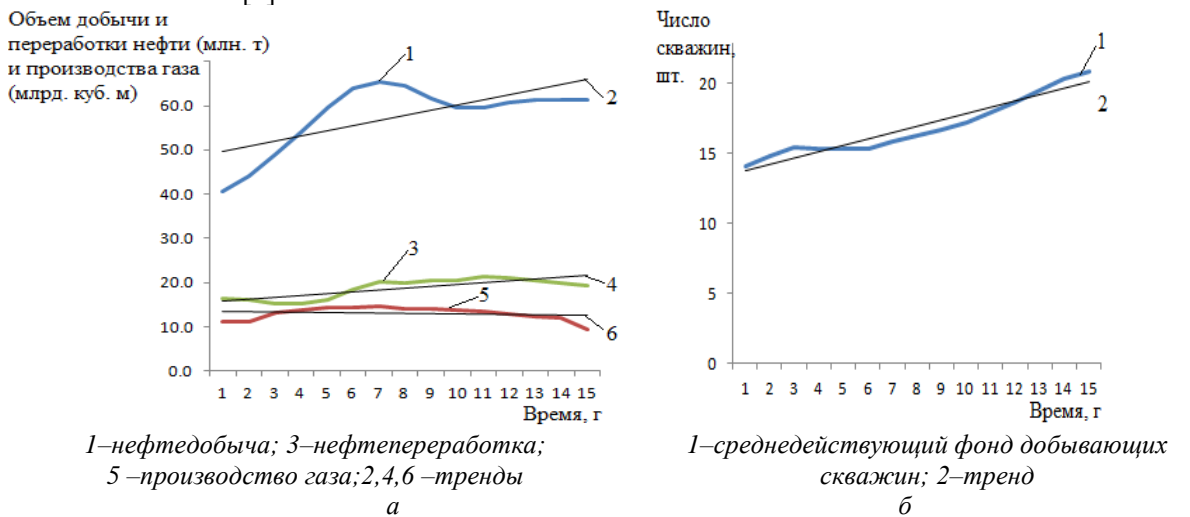 Объем добычи и
переработки нефти (млн. т)
и производства газа
(млрд. куб. м)
60.0
50.0
40.0
30.0
20.0
10.0
0.0
1
2
3
4
5
6
1 2 3 4 5 6 7 8 9 10 11 12 13 14 15
Время, г
1–нефтедобыча; 3–нефтепереработка;
5 –производство газа;2,4,6 –тренды
а
Число
скважин,
шт.
20
15
10
5
0
1
2
1 2 3 4 5 6 7 8 9 10 11 12 13 14 15
Время, г
1–среднедействующий фонд добывающих
скважин; 2–тренд
б